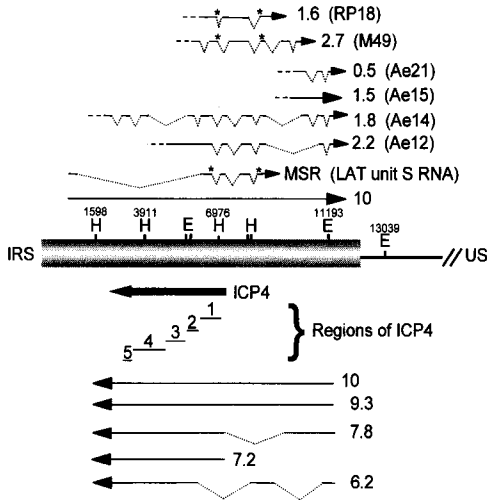 * * 1.6 (RP18)
* * 2.7 (M49)
0.5 (Ae21)
1.5 (Ae15)
1.8 (Ae14)
2.2 (Ae12)
* * MSR (LAT unit S RNA)
10
1598 3911 6976 11193 13039
H H E H H E E
IRS US
ICP4
1
2
3
4
5
Regions of ICP4
10
9.3
7.8
7.2
6.2